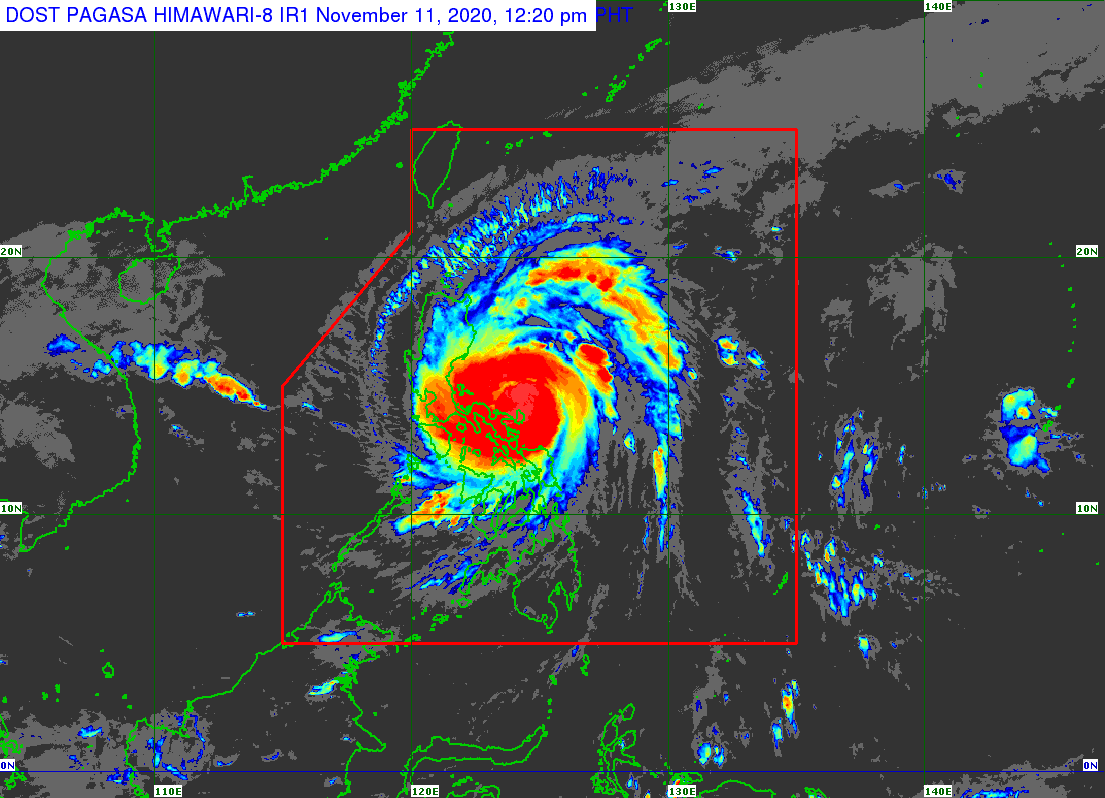 DOST PAGASA HIMAWARI-8 IR1 November 11, 2020, 12:20 pm PHT
130E 140E
20N 20N
10N 10N
0N 0N
110E 120E 130E 140E